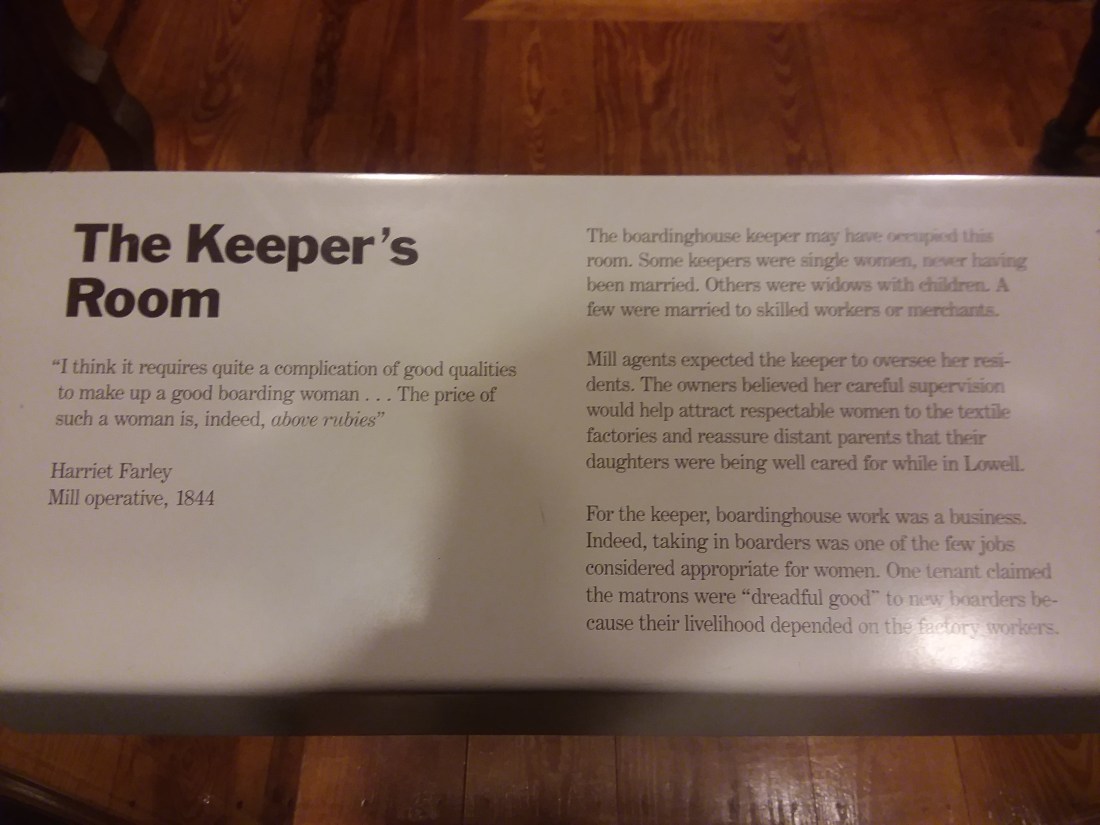 The Keeper's
Room
“I think it requires quite a complication of good qualities
to make up a good boarding woman . . . The price of
such a woman is, indeed, above rubies”
Harriet Farley
Mill operative, 1844
The boardinghouse keeper may have occupied this
room. Some keepers were single women, never having
been married. Others were widows with children. A
few were married to skilled workers or merchants.
Mill agents expected the keeper to oversee her resi-
dents. The owners believed her careful supervision
would help attract respectable women to the textile
factories and reassure distant parents that their
daughters were being well cared for while in Lowell.
For the keeper, boardinghouse work was a business.
Indeed, taking in boarders was one of the few jobs
considered appropriate for women. One tenant claimed
the matrons were “dreadful good” to new boarders be-
cause their livelihood depended on the factory workers.